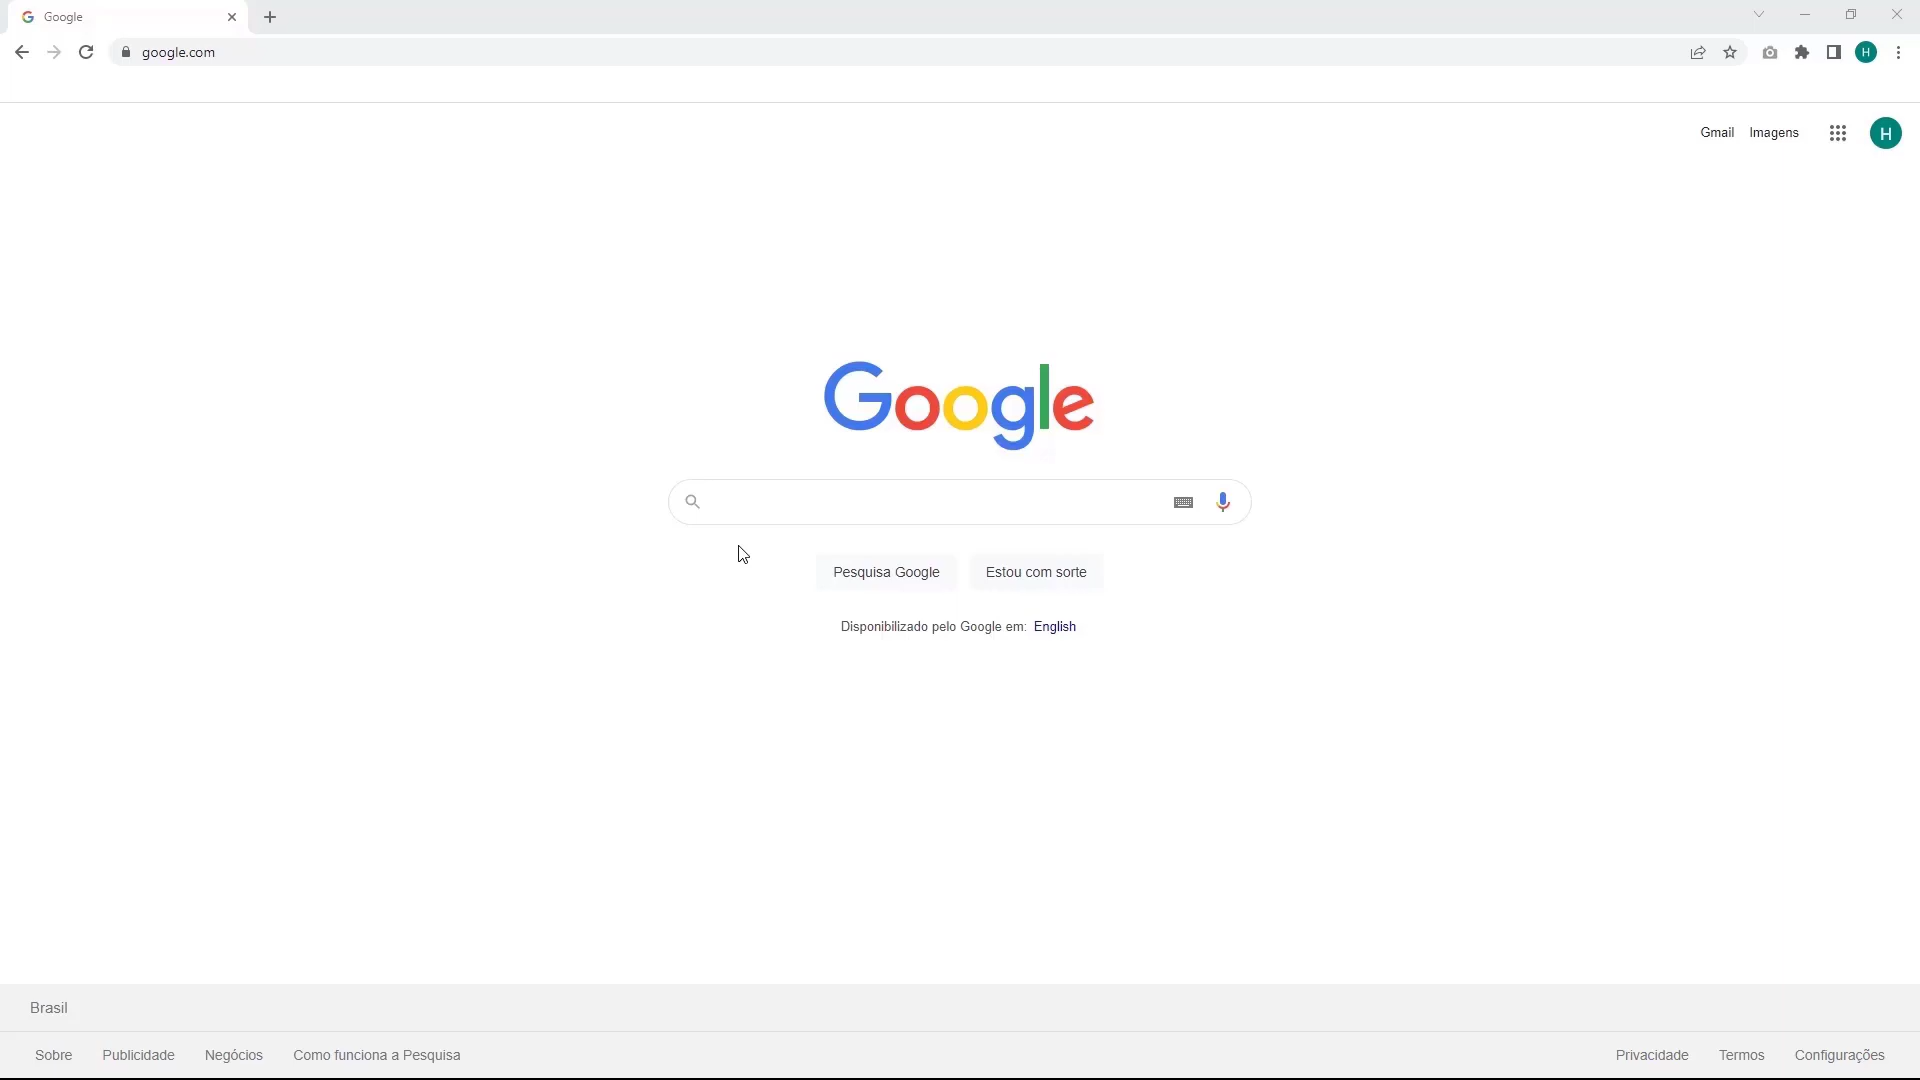 Google
google.com
H
Gmail Imagens
H
Google
Pesquisa Google Estou com sorte
Disponibilizado pelo Google em: English
Brasil
Sobre Publicidade Negócios Como funciona a Pesquisa Privacidade Termos Configurações